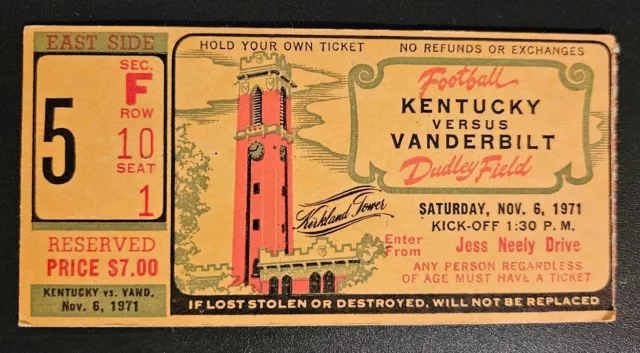 EAST SIDE
5
SEC.
F
ROW
10
SEAT
1
RESERVED
PRICE $7.00
KENTUCKY vs. VAND.
Nov. 6, 1971
HOLD YOUR OWN TICKET
NO REFUNDS OR EXCHANGES
Football
KENTUCKY
VERSUS
VANDERBILT
Dudley Field
Kirkland Tower
SATURDAY, NOV. 6, 1971
KICK-OFF 1:30 P. M.
Enter From Jess Neely Drive
ANY PERSON REGARDLESS
OF AGE MUST HAVE A TICKET
IF LOST STOLEN OR DESTROYED, WILL NOT BE REPLACED